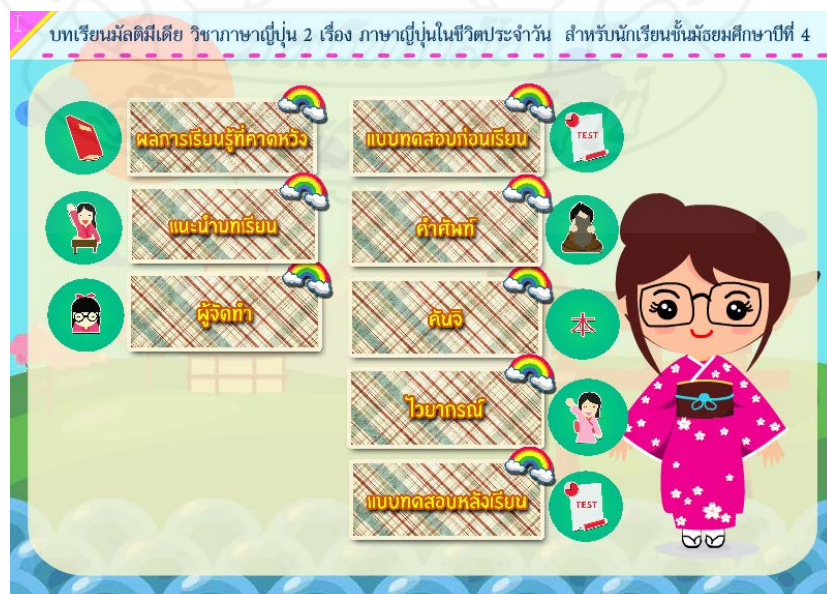 บทเรียนมัลติมีเดีย วิชาภาษาญี่ปุ่น 2 เรื่อง ภาษาญี่ปุ่นในชีวิตประจำวัน สำหรับนักเรียนชั้นมัธยมศึกษาปีที่ 4
ผลการเรียนรู้ที่คาดหวัง
แนะนำบทเรียน
ผู้จัดทำ
แบบทดสอบก่อนเรียน
TEST
คำศัพท์
คันจิ
本
ไวยากรณ์
แบบทดสอบหลังเรียน
TEST